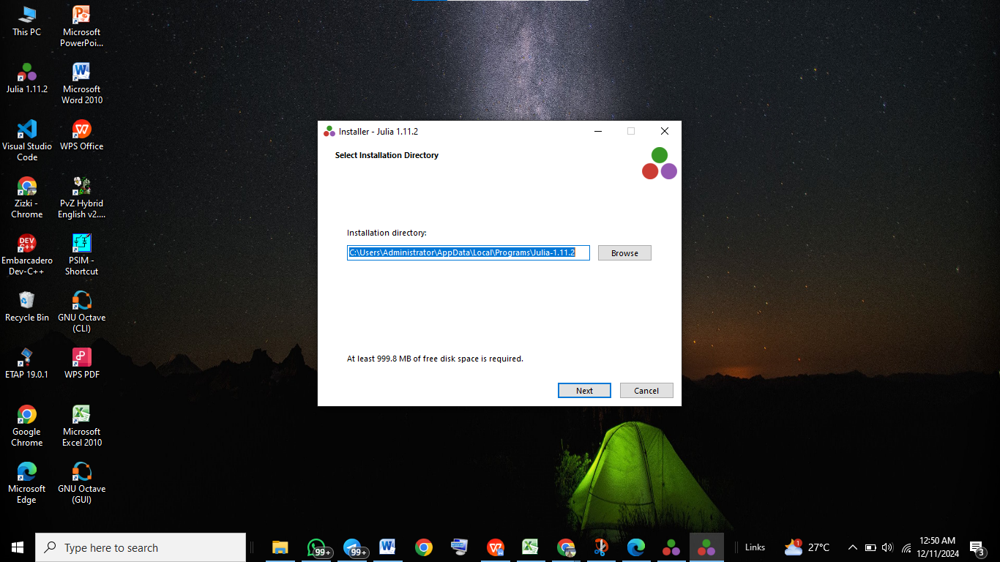 This PC
Microsoft
PowerPoi...
Julia 1.11.2
Microsoft
Word 2010
Visual Studio
Code
WPS Office
Zizki -
Chrome
PvZ Hybrid
English v2....
DEV
C++
Embarcadero
Dev-C++
PSIM -
Shortcut
Recycle Bin
GNU Octave
(CLI)
ETAP 19.0.1
WPS PDF
Google
Chrome
Microsoft
Excel 2010
Microsoft
Edge
GNU Octave
(GUI)
Installer - Julia 1.11.2
Select Installation Directory
Installation directory:
C:\Users\Administrator\AppData\Local\Programs\Julia-1.11.2
Browse
At least 999.8 MB of free disk space is required.
Next
Cancel
Type here to search
99+
99+
Links
1
27°C
12:50 AM
12/11/2024
3